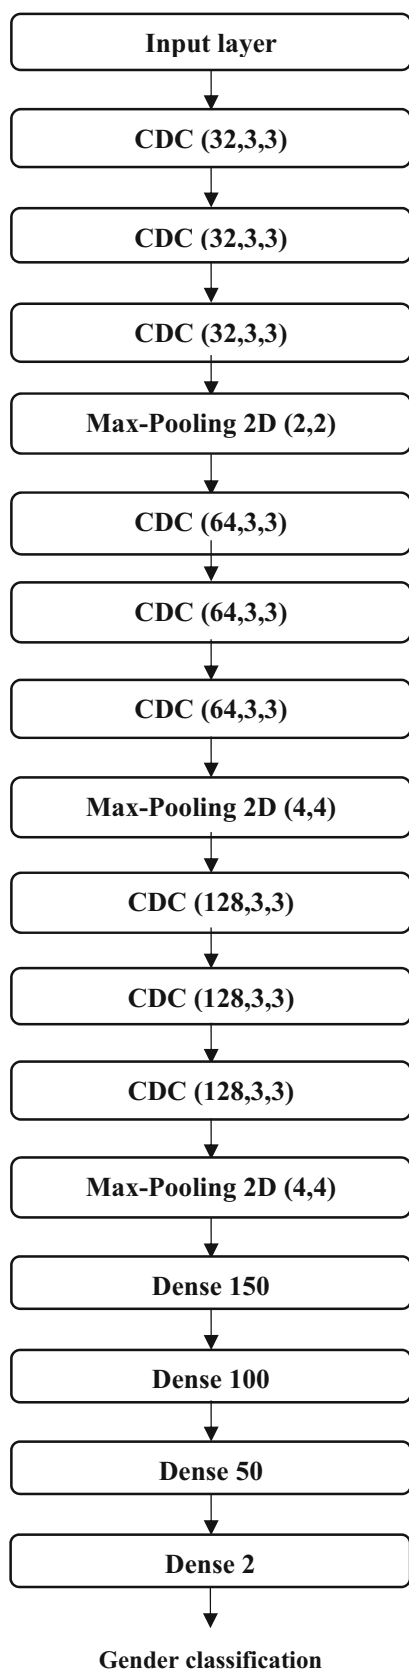 Input layer
CDC (32,3,3)
CDC (32,3,3)
CDC (32,3,3)
Max-Pooling 2D (2,2)
CDC (64,3,3)
CDC (64,3,3)
CDC (64,3,3)
Max-Pooling 2D (4,4)
CDC (128,3,3)
CDC (128,3,3)
CDC (128,3,3)
Max-Pooling 2D (4,4)
Dense 150
Dense 100
Dense 50
Dense 2
Gender classification